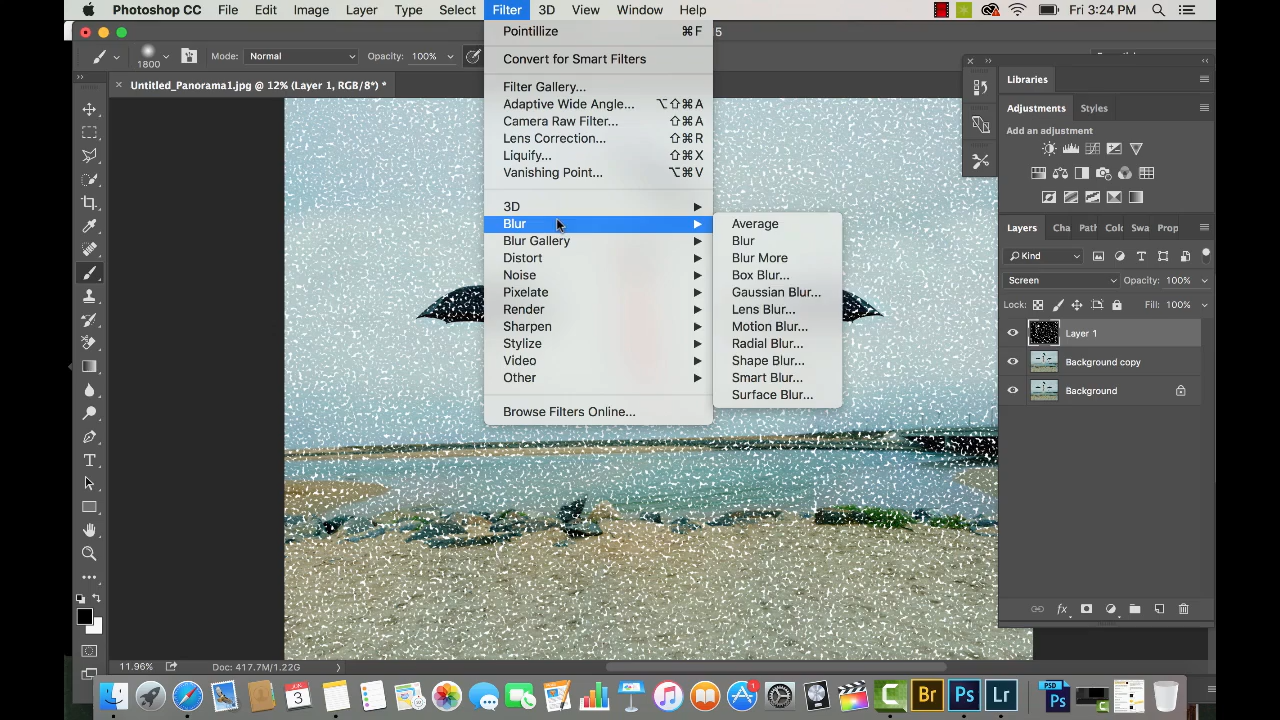 Photoshop CC File Edit Image Layer Type Select Filter 3D View Window Help Fri 3:24 PM
1800 Mode: Normal Opacity: 100%
Untitled_Panorama1.jpg @ 12% (Layer 1, RGB/8*) *
Pointillize ⌘F
Convert for Smart Filters
Filter Gallery...
Adaptive Wide Angle... ⌥⇧⌘A
Camera Raw Filter... ⇧⌘A
Lens Correction... ⇧⌘R
Liquify... ⇧⌘X
Vanishing Point... ⌥⌘V
3D
Blur
Blur Gallery
Distort
Noise
Pixelate
Render
Sharpen
Stylize
Video
Other
Browse Filters Online...
Average
Blur
Blur More
Box Blur...
Gaussian Blur...
Lens Blur...
Motion Blur...
Radial Blur...
Shape Blur...
Smart Blur...
Surface Blur...
Libraries
Adjustments Styles
Add an adjustment
Layers Cha Path Colo Swa Prop
Kind
Screen Opacity: 100%
Lock: Fill: 100%
Layer 1
Background copy
Background
11.96% Doc: 417.7M/1.22G
JUN 3 1 Br Ps Lr PSD Ps